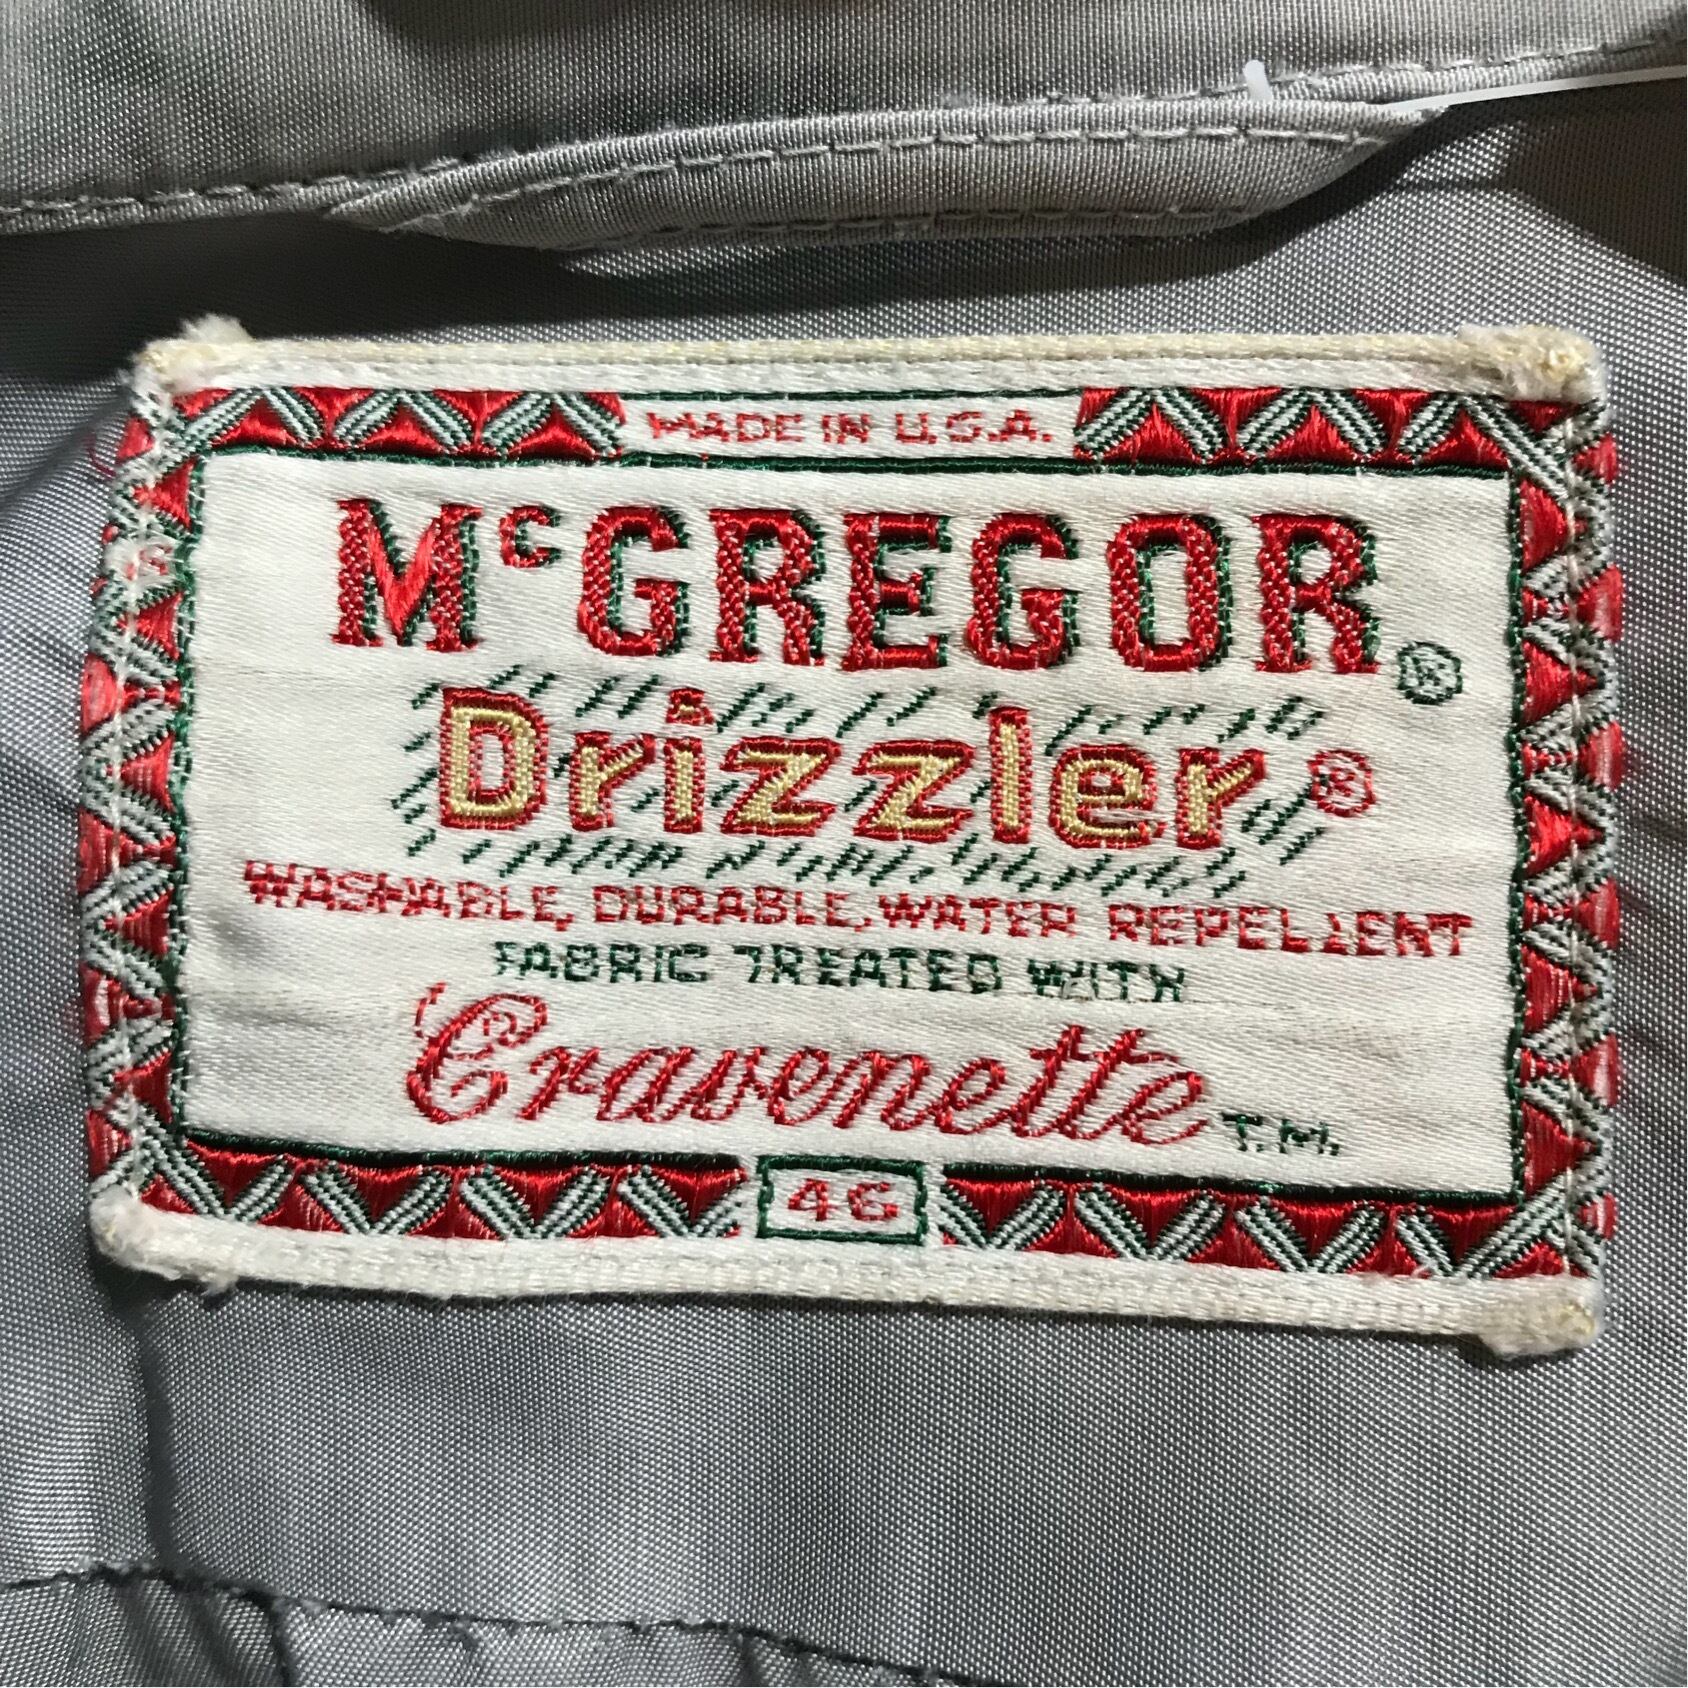 MADE IN U.S.A.
McGREGOR®
Drizzler®
WASHABLE, DURABLE, WATER REPELLENT
FABRIC TREATED WITH
Cravenette T.M.
46